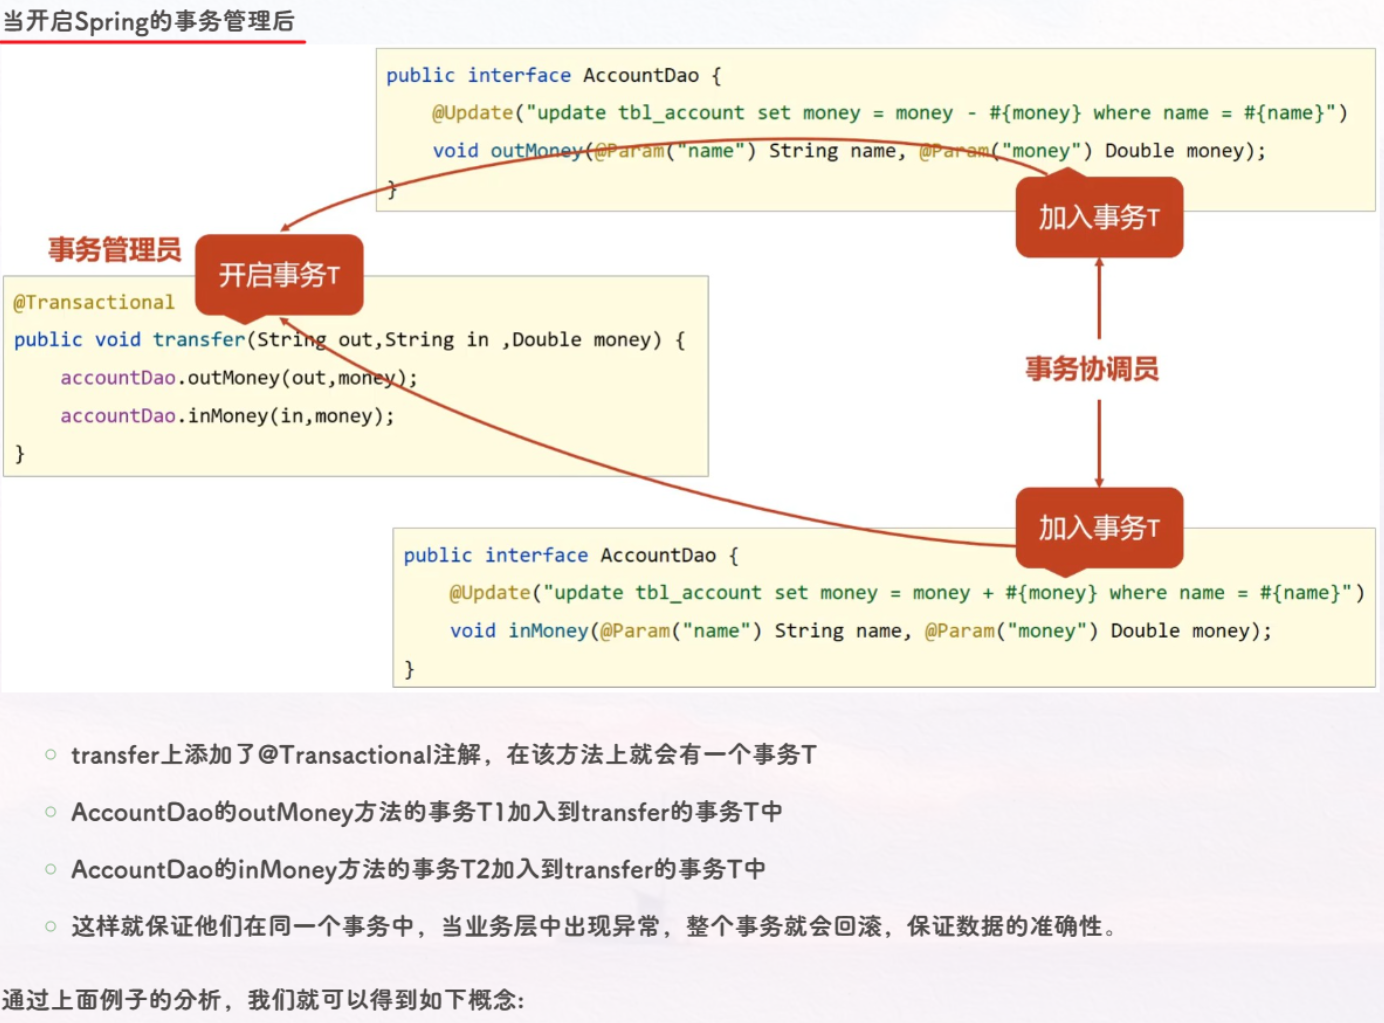 当开启Spring的事务管理后
public interface AccountDao {
@Update("update tbl_account set money = money - #{money} where name = #{name}")
void outMoney(@Param("name") String name, @Param("money") Double money);
}
加入事务T
事务管理员
开启事务T
@Transactional
public void transfer(String out,String in ,Double money) {
accountDao.outMoney(out,money);
accountDao.inMoney(in,money);
}
事务协调员
加入事务T
public interface AccountDao {
@Update("update tbl_account set money = money + #{money} where name = #{name}")
void inMoney(@Param("name") String name, @Param("money") Double money);
}
transfer上添加了@Transactional注解，在该方法上就会有一个事务T
AccountDao的outMoney方法的事务T1加入到transfer的事务T中
AccountDao的inMoney方法的事务T2加入到transfer的事务T中
这样就保证他们在同一个事务中，当业务层中出现异常，整个事务就会回滚，保证数据的准确性。
通过上面例子的分析，我们就可以得到如下概念: